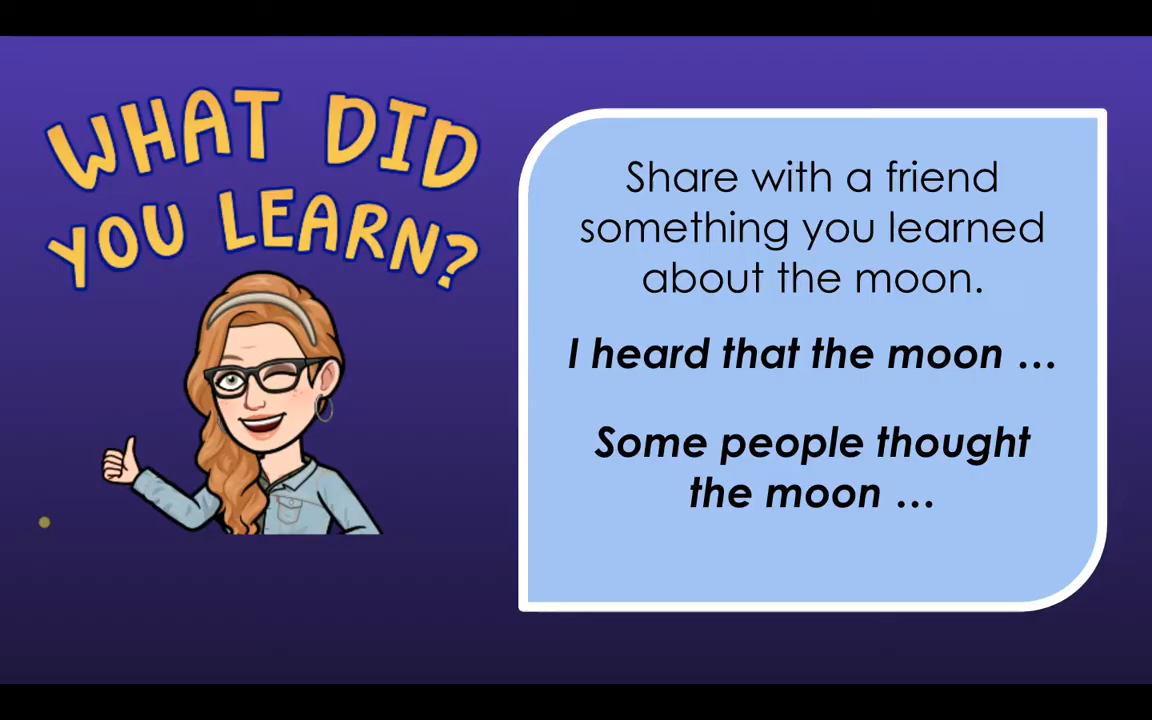 WHAT DID
YOU LEARN?
Share with a friend
something you learned
about the moon.
I heard that the moon …
Some people thought
the moon …